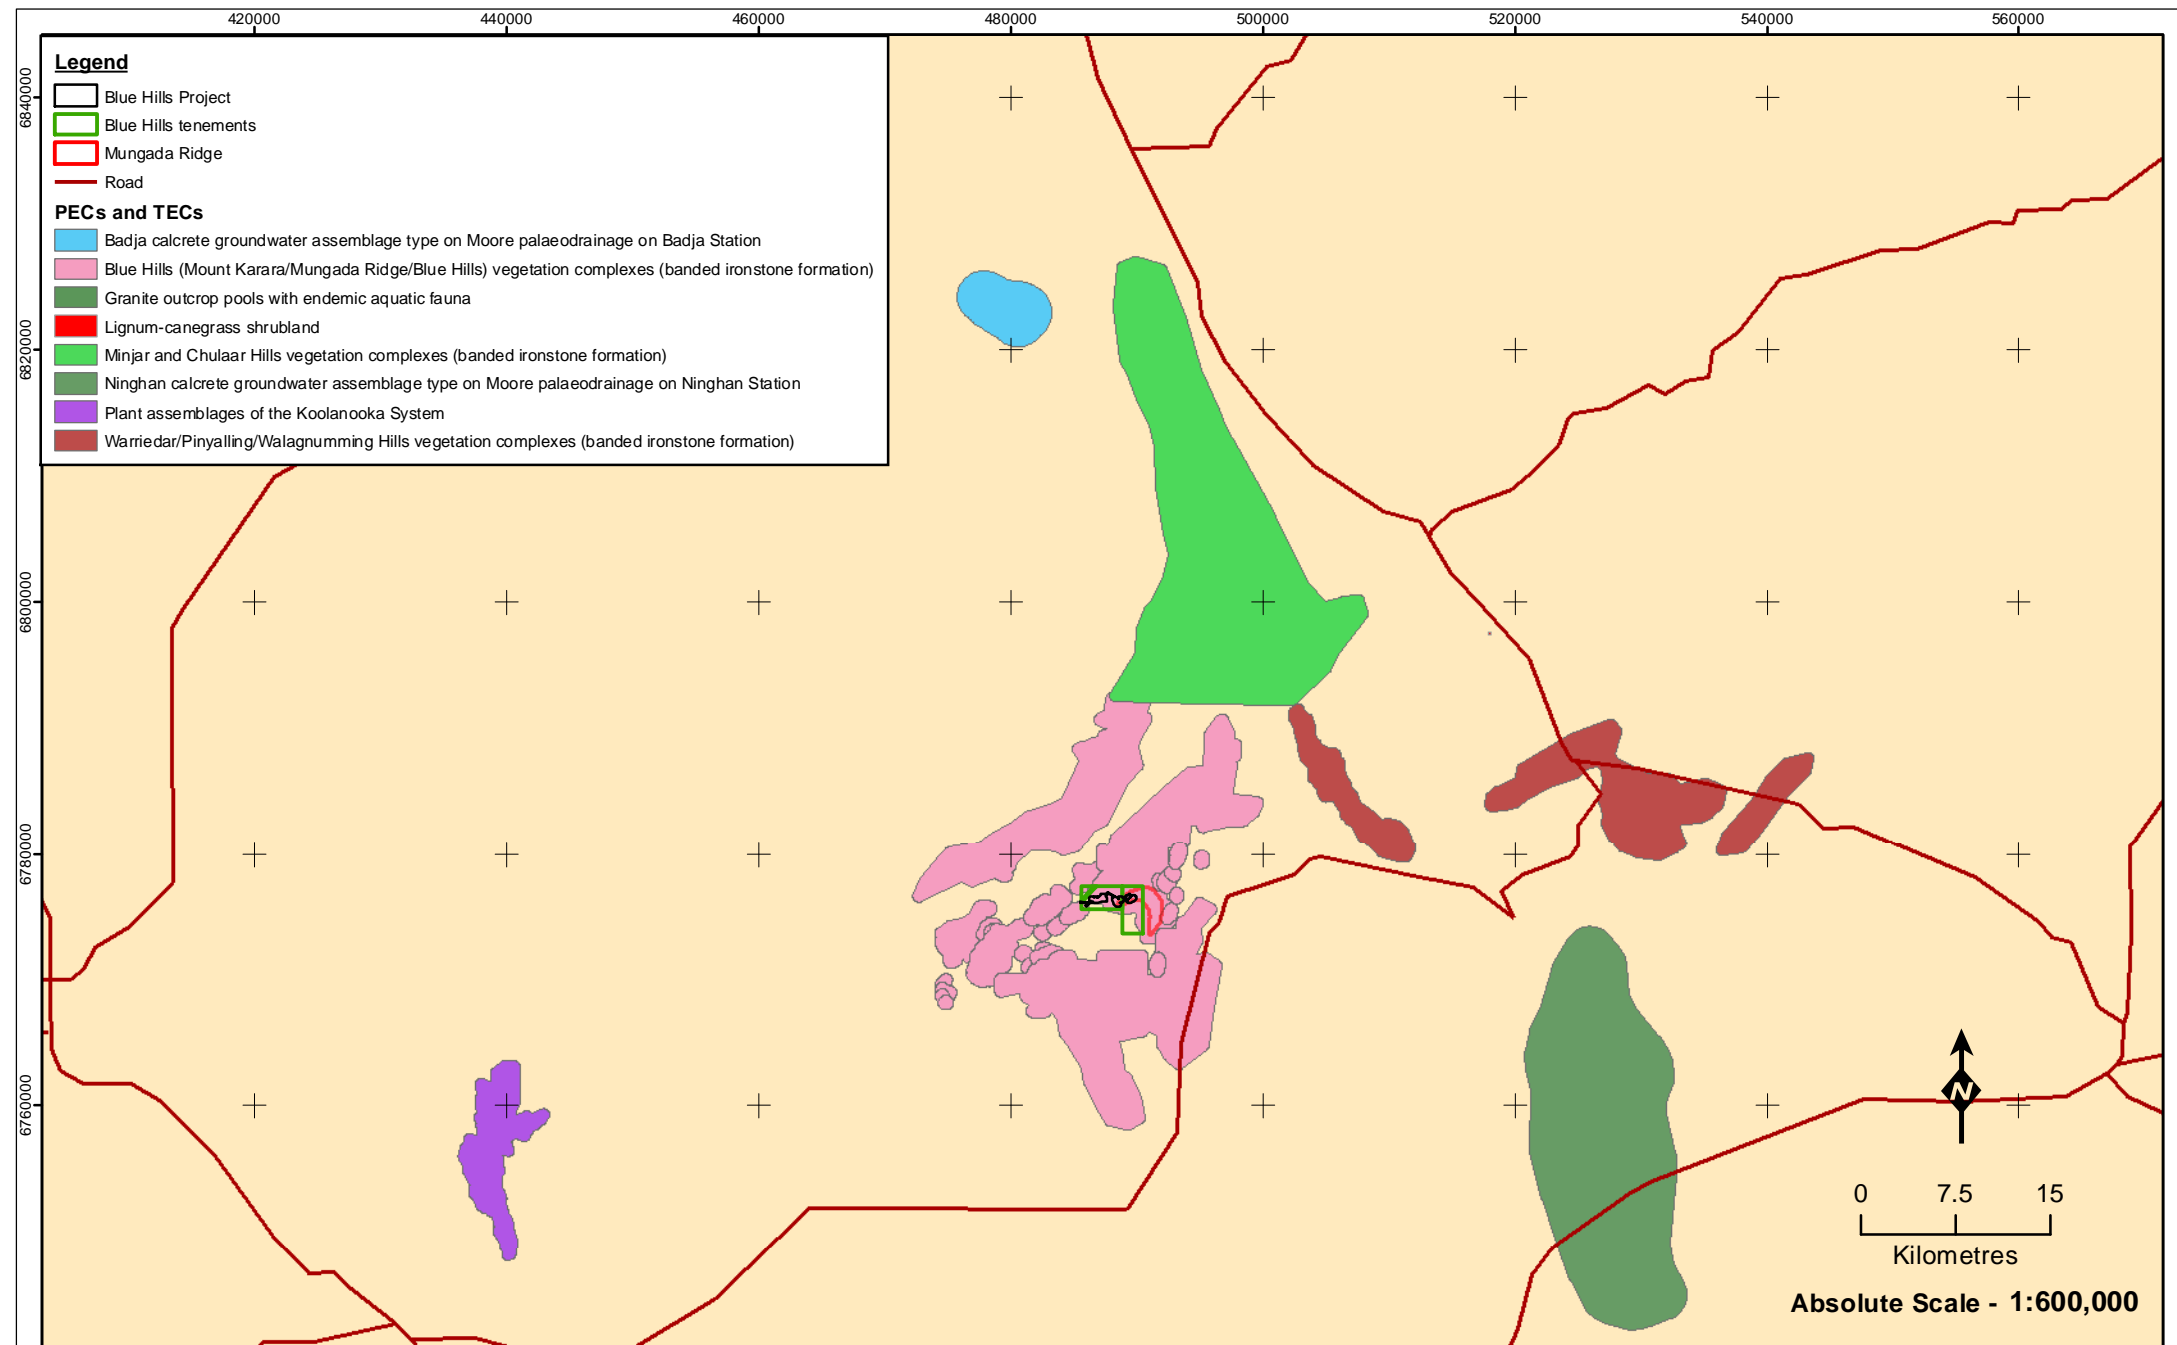 420000 440000 460000 480000 500000 520000 540000 560000
Legend
Blue Hills Project
Blue Hills tenements
Mungada Ridge
Road
PECs and TECs
Badja calcrete groundwater assemblage type on Moore palaeodrainage on Badja Station
Blue Hills (Mount Karara/Mungada Ridge/Blue Hills) vegetation complexes (banded ironstone formation)
Granite outcrop pools with endemic aquatic fauna
Lignum-canegrass shrubland
Minjar and Chulaar Hills vegetation complexes (banded ironstone formation)
Ninghan calcrete groundwater assemblage type on Moore palaeodrainage on Ninghan Station
Plant assemblages of the Koolanooka System
Warriedar/Pinyalling/Walagnumming Hills vegetation complexes (banded ironstone formation)
6840000
6820000
6800000
6780000
6760000
N
0 7.5 15
Kilometres
Absolute Scale - 1:600,000